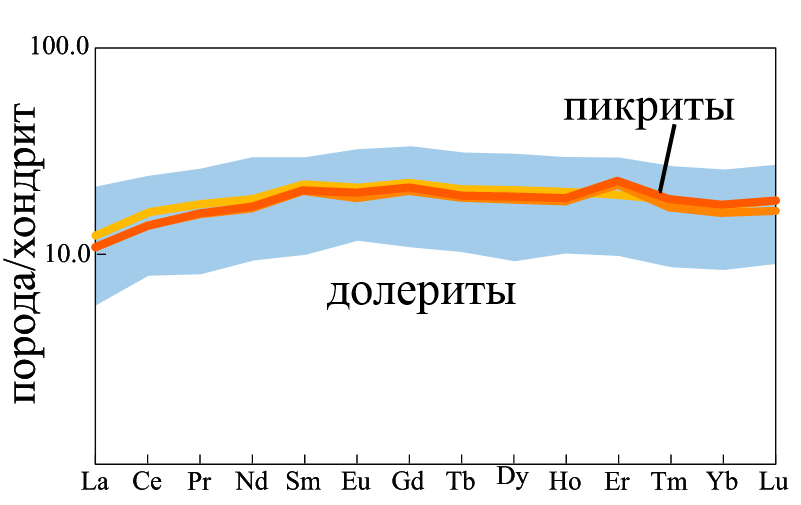 100.0
пикриты
порода/хондрит
10.0
долериты
La Ce Pr Nd Sm Eu Gd Tb Dy Ho Er Tm Yb Lu